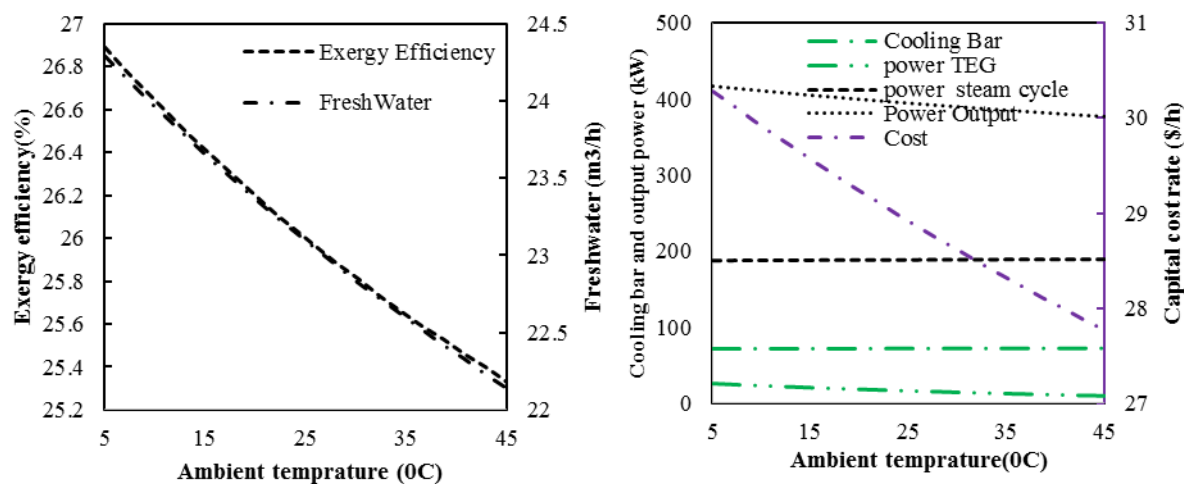 27
26.8
26.6
26.4
26.2
26
25.8
25.6
25.4
25.2
Exergy efficiency(%)
Exergy Efficiency
FreshWater
24.5
24
23.5
23
22.5
22
Freshwater (m3/h)
5 15 25 35 45
Ambient temprature (0C)
500
400
300
200
100
0
Cooling bar and output power (kW)
Cooling Bar
power TEG
power steam cycle
Power Output
Cost
31
30
29
28
27
Capital cost rate ($/h)
5 15 25 35 45
Ambient temprature(0C)